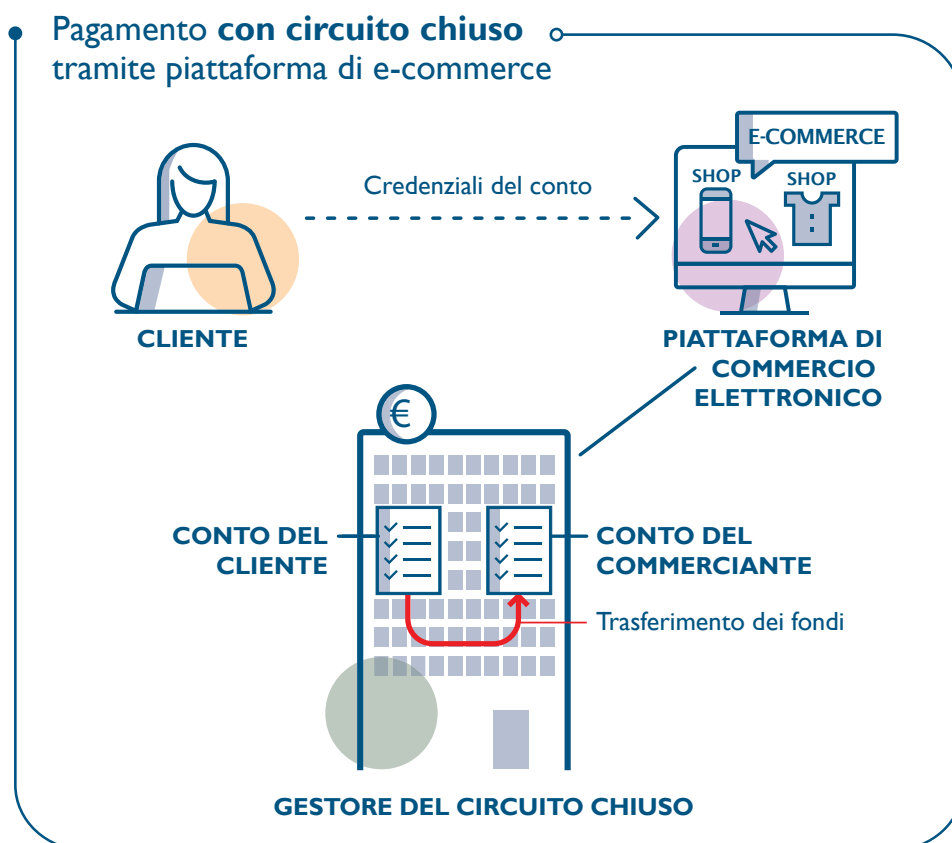 Pagamento con circuito chiuso
tramite piattaforma di e-commerce
E-COMMERCE
SHOP
SHOP
Credenziali del conto
CLIENTE
PIATTAFORMA DI
COMMERCIO
ELETTRONICO
€
CONTO DEL
CLIENTE
CONTO DEL
COMMERCIANTE
Trasferimento dei fondi
GESTORE DEL CIRCUITO CHIUSO